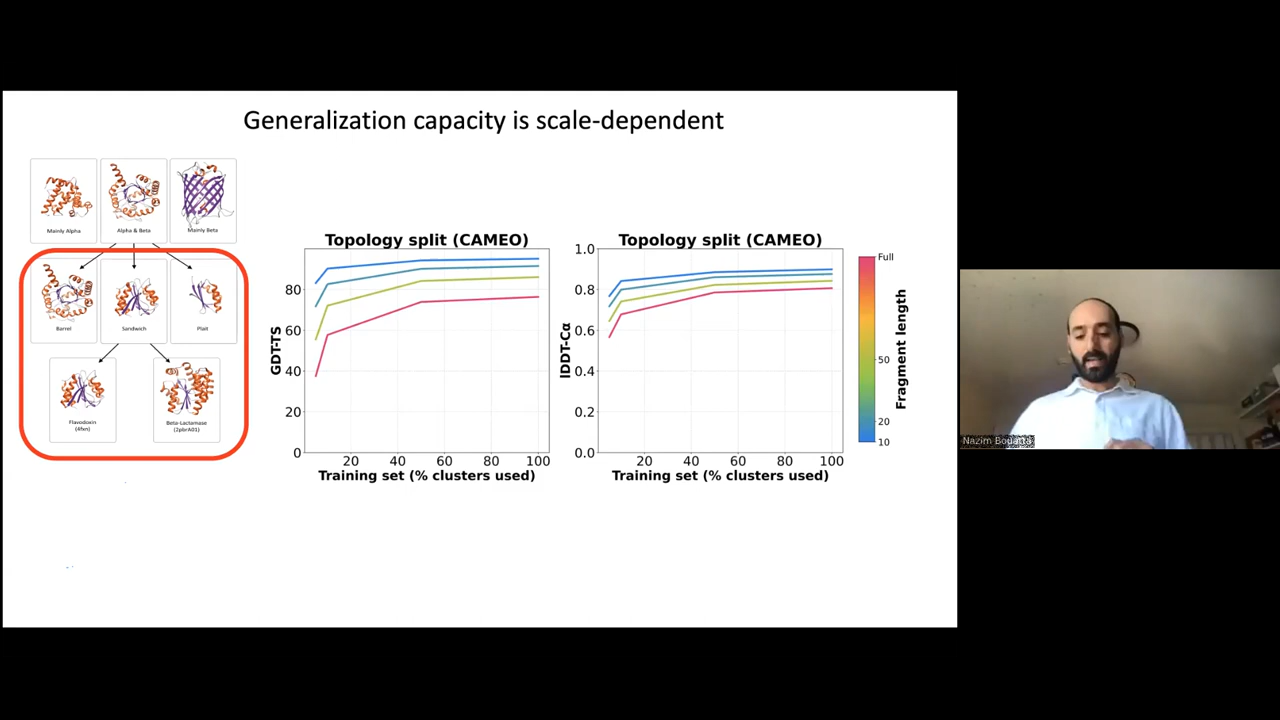 Generalization capacity is scale-dependent
Mainly Alpha
Alpha & Beta
Mainly Beta
Barrel
Sandwich
Plait
Flavodoxin
(4fxn)
Beta-Lactamase
(2pbrA01)
Topology split (CAMEO)
GDT-TS
80
60
40
20
0
20 40 60 80 100
Training set (% clusters used)
Topology split (CAMEO)
lDDT-Cα
1.0
0.8
0.6
0.4
0.2
0.0
20 40 60 80 100
Training set (% clusters used)
Full
50
20
10
Fragment length
Nazim Bouatta